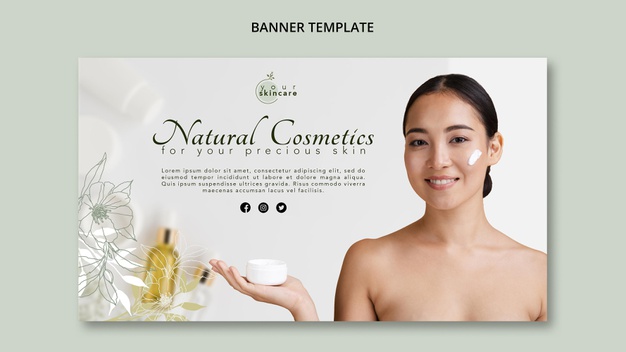 BANNER TEMPLATE
your
skincare
Natural Cosmetics
for your precious skin
Lorem ipsum dolor sit amet, consectetur adipiscing elit, sed do eiusmod tempor incididunt ut labore et dolore magna aliqua.
Quis ipsum suspendisse ultrices gravida. Risus commodo viverra
maecenas accumsan lacus vel facilisis.